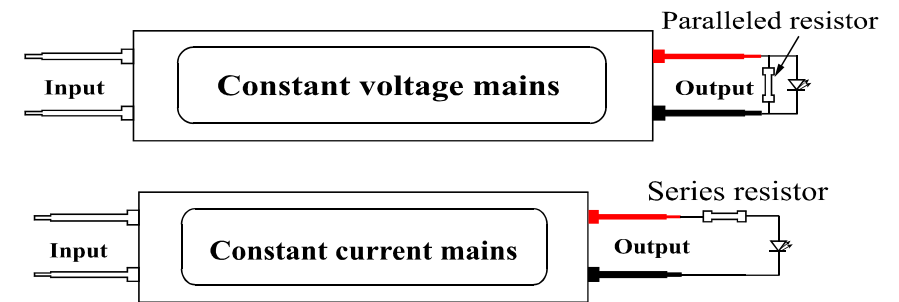 Paralleled resistor
Input
Constant voltage mains
Output
Series resistor
Input
Constant current mains
Output